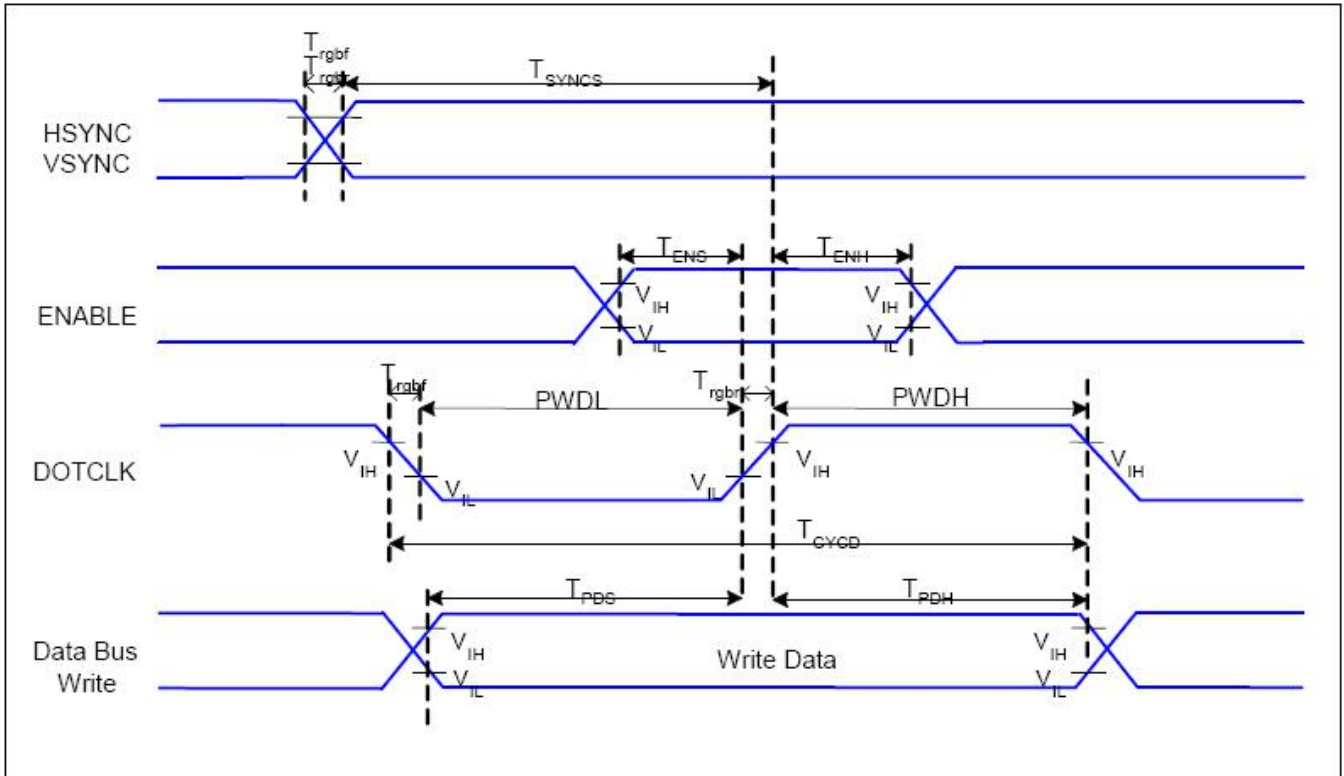 Trgbf
Trgbr TSYNCS
HSYNC
VSYNC
TENS TENH
VIH VIH
ENABLE
VIL VIL
Trgbf Trgbr
PWDL PWDH
DOTCLK
VIH VIL VIL VIH VIH
TCYCD
TPDS TPDH
Data Bus
Write
VIH Write Data VIH
VIL VIL